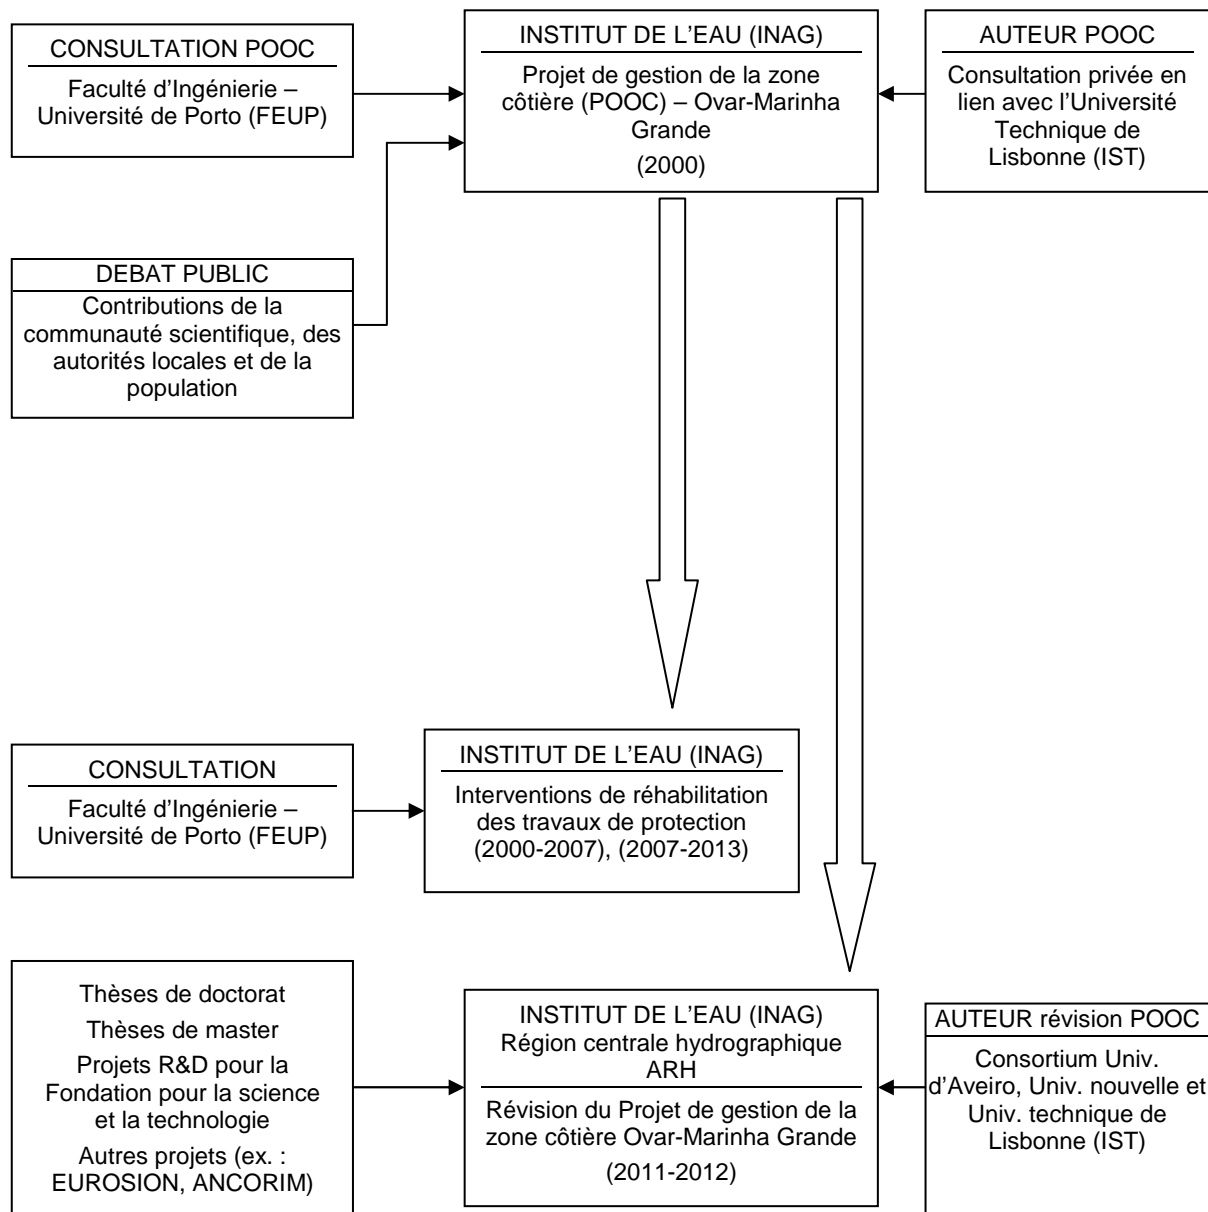 CONSULTATION POOC
Faculté d'Ingénierie –
Université de Porto (FEUP)
INSTITUT DE L'EAU (INAG)
Projet de gestion de la zone
côtière (POOC) – Ovar-Marinha
Grande
(2000)
AUTEUR POOC
Consultation privée en
lien avec l'Université
Technique de
Lisbonne (IST)
DEBAT PUBLIC
Contributions de la
communauté scientifique, des
autorités locales et de la
population
CONSULTATION
Faculté d'Ingénierie –
Université de Porto (FEUP)
INSTITUT DE L'EAU (INAG)
Interventions de réhabilitation
des travaux de protection
(2000-2007), (2007-2013)
Thèses de doctorat
Thèses de master
Projets R&D pour la
Fondation pour la science
et la technologie
Autres projets (ex. :
EUROSION, ANCORIM)
INSTITUT DE L'EAU (INAG)
Région centrale hydrographique
ARH
Révision du Projet de gestion de la
zone côtière Ovar-Marinha Grande
(2011-2012)
AUTEUR révision POOC
Consortium Univ.
d'Aveiro, Univ. nouvelle et
Univ. technique de
Lisbonne (IST)